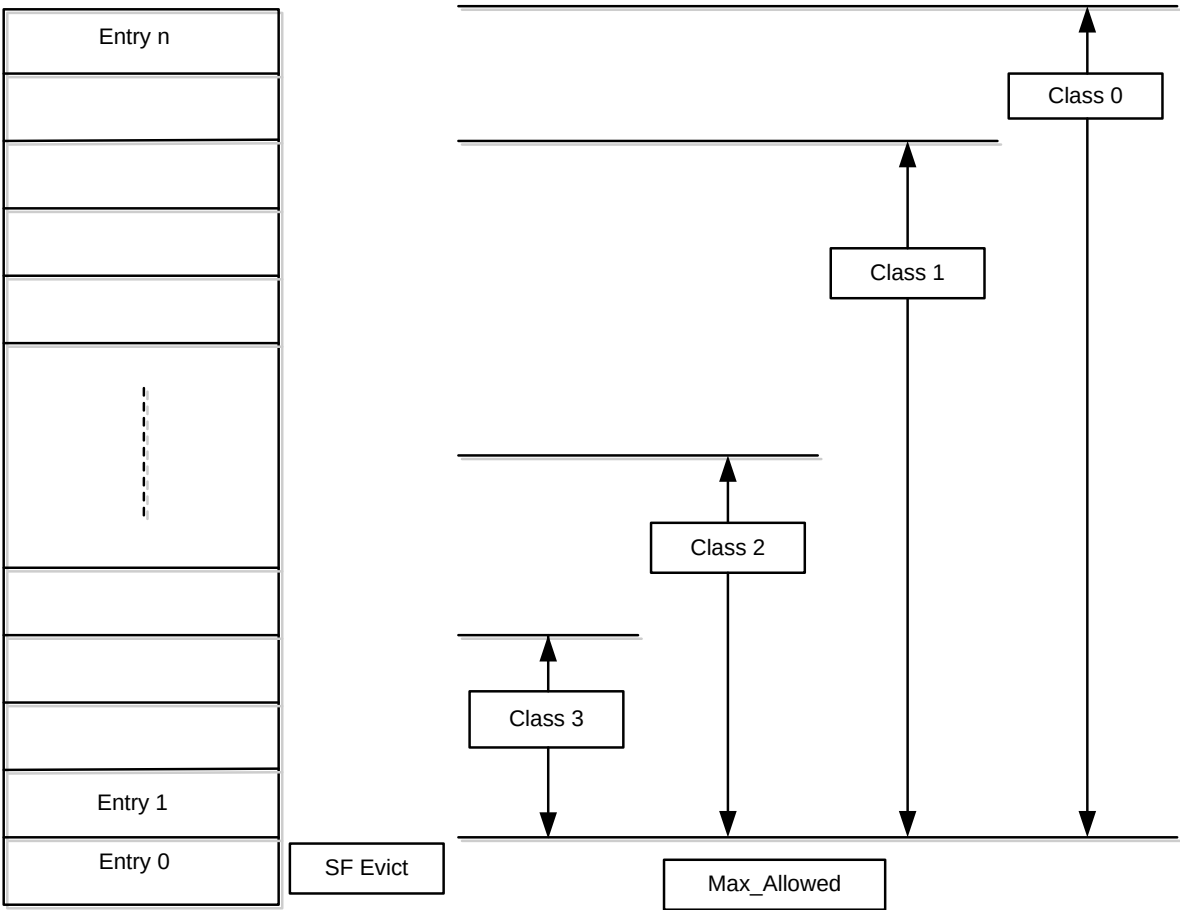 Entry n
Class 0
Class 1
Class 2
Class 3
Entry 1
Entry 0
SF Evict
Max_Allowed